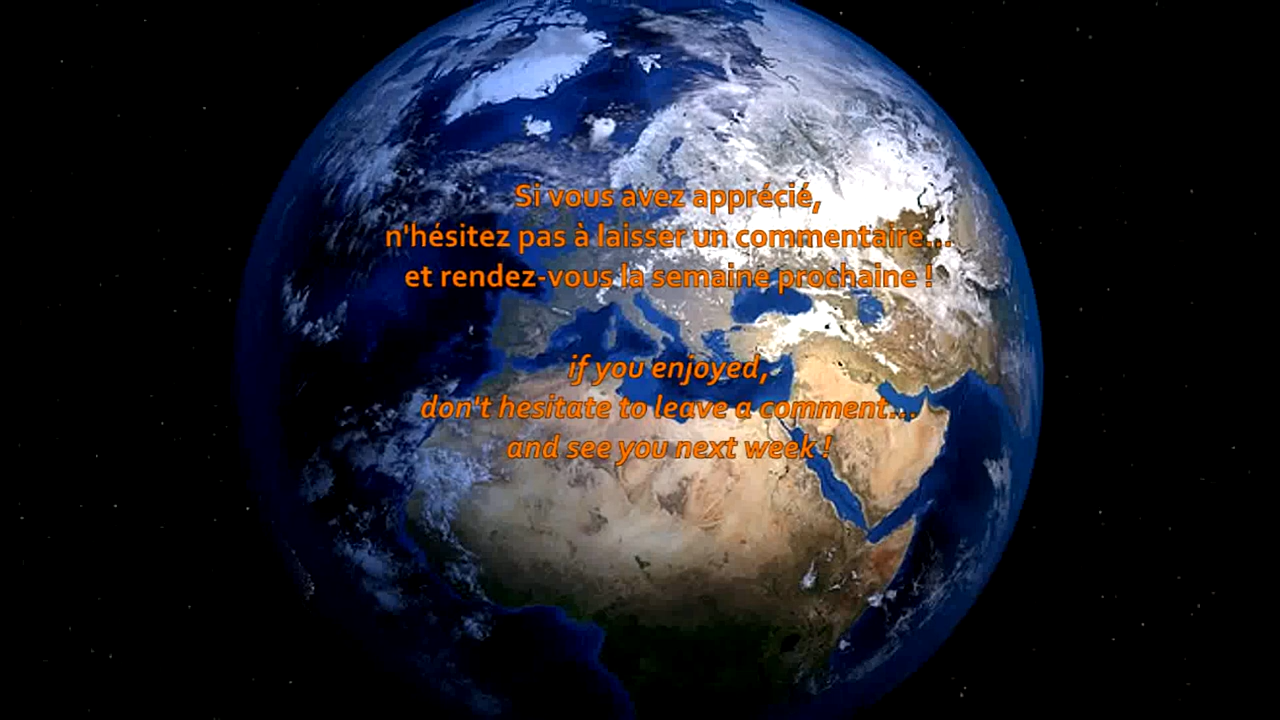 Si vous avez apprécié,
n'hésitez pas à laisser un commentaire...
et rendez-vous la semaine prochaine !
if you enjoyed,
don't hesitate to leave a comment...
and see you next week !